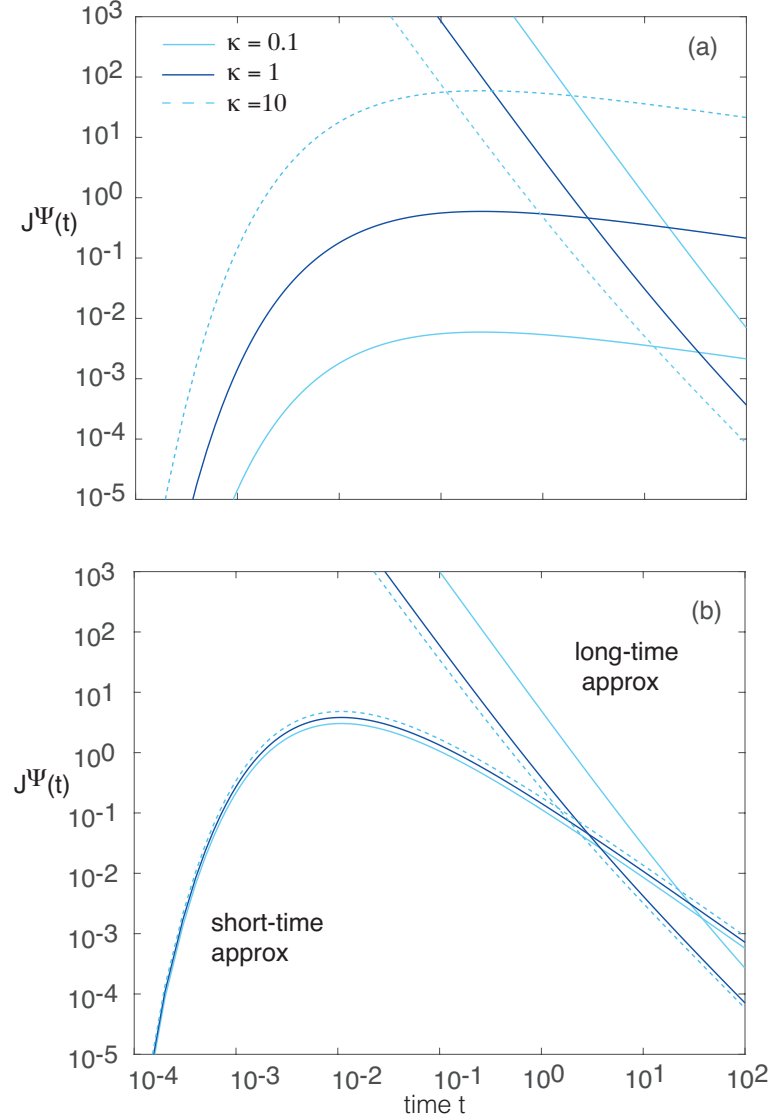 10³
κ = 0.1
(a)
10²
κ = 1
κ =10
10¹
10⁰
J�Ψ(t)
10⁻¹
10⁻²
10⁻³
10⁻⁴
10⁻⁵
10³
(b)
10²
long-time
approx
10¹
10⁰
J�Ψ(t)
10⁻¹
10⁻²
10⁻³
short-time
approx
10⁻⁴
10⁻⁵
10⁻⁴ 10⁻³ 10⁻² 10⁻¹ 10⁰ 10¹ 10²
time t